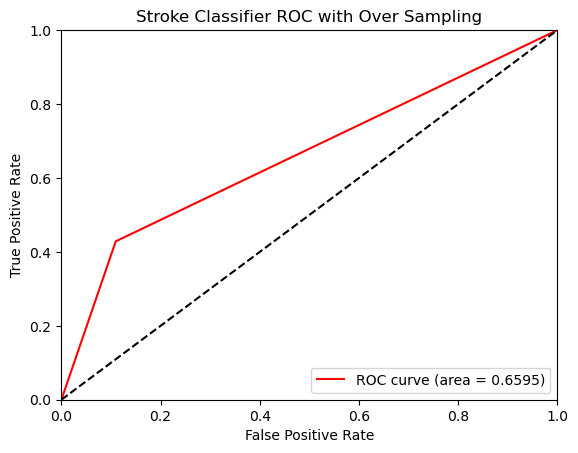 Stroke Classifier ROC with Over Sampling
1.0
0.8
0.6
0.4
0.2
0.0
True Positive Rate
ROC curve (area = 0.6595)
0.0 0.2 0.4 0.6 0.8 1.0
False Positive Rate